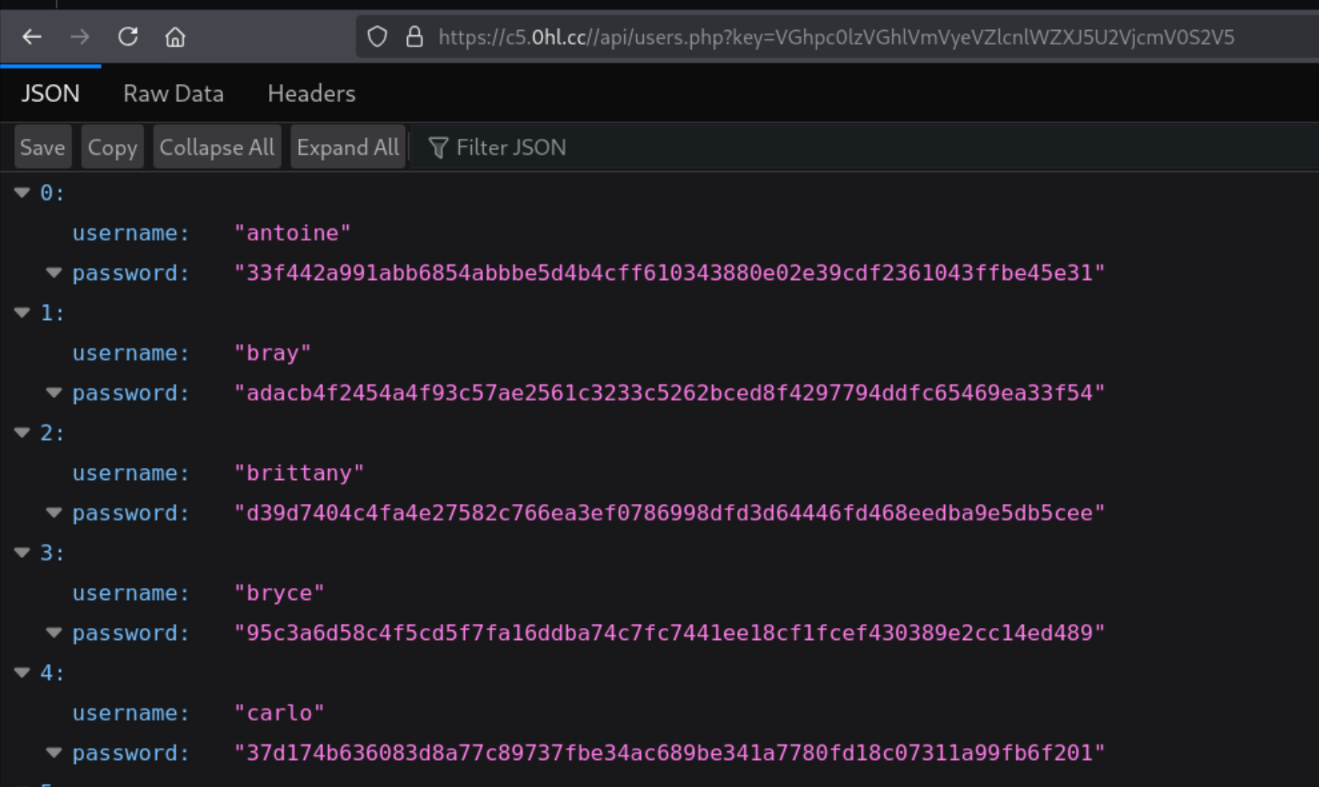 https://c5.0hl.cc//api/users.php?key=VGhpc0lzVGhlVmVyeVZlcnlWZXJ5U2VjcmV0S2V5
JSON Raw Data Headers
Save Copy Collapse All Expand All Filter JSON
0:
username: "antoine"
password: "33f442a991abb6854abbbe5d4b4cff610343880e02e39cdf2361043ffbe45e31"
1:
username: "bray"
password: "adacb4f2454a4f93c57ae2561c3233c5262bced8f4297794ddfc65469ea33f54"
2:
username: "brittany"
password: "d39d7404c4fa4e27582c766ea3ef0786998dfd3d64446fd468eedba9e5db5cee"
3:
username: "bryce"
password: "95c3a6d58c4f5cd5f7fa16ddba74c7fc7441ee18cf1fcef430389e2cc14ed489"
4:
username: "carlo"
password: "37d174b636083d8a77c89737fbe34ac689be341a7780fd18c07311a99fb6f201"